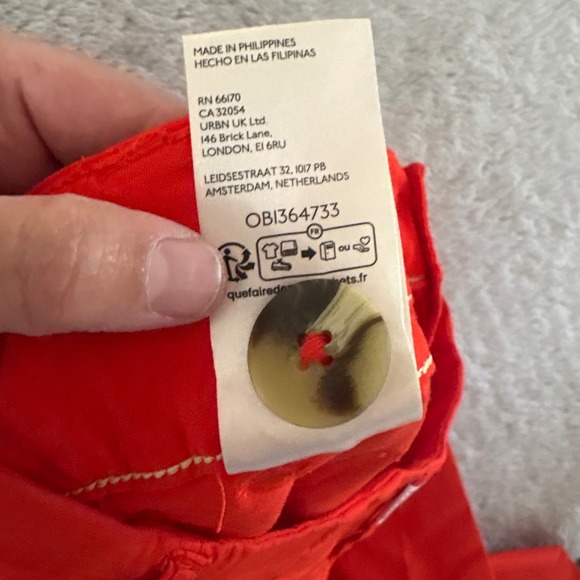 MADE IN PHILIPPINES
HECHO EN LAS FILIPINAS
RN 66170
CA 32054
URBN UK Ltd.
146 Brick Lane,
LONDON, E1 6RU
LEIDSESTRAAT 32, 1017 PB
AMSTERDAM, NETHERLANDS
OB1364733
FR
OU